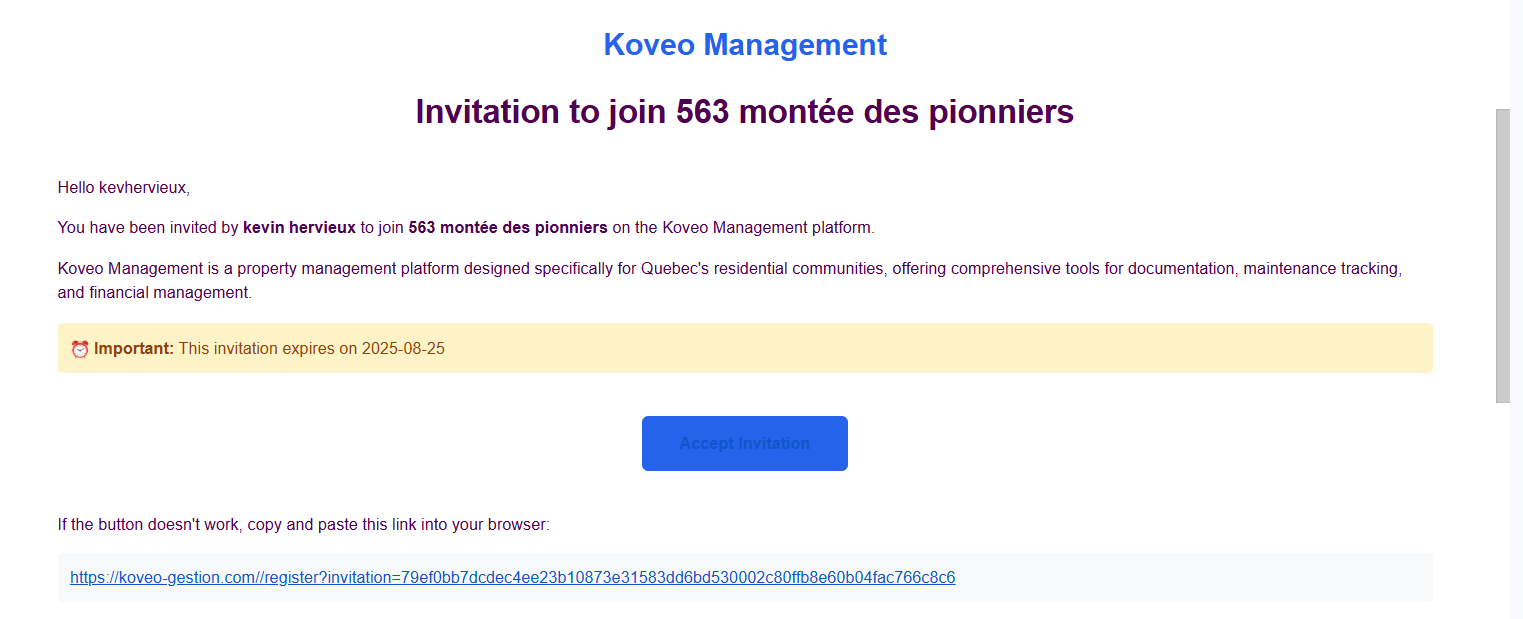 Koveo Management
Invitation to join 563 montée des pionniers
Hello kevhervieux,
You have been invited by kevin hervieux to join 563 montée des pionniers on the Koveo Management platform.
Koveo Management is a property management platform designed specifically for Quebec's residential communities, offering comprehensive tools for documentation, maintenance tracking,
and financial management.
⏰ Important: This invitation expires on 2025-08-25
Accept Invitation
If the button doesn't work, copy and paste this link into your browser:
https://koveo-gestion.com//register?invitation=79ef0bb7dcdec4ee23b10873e31583dd6bd530002c80ffb8e60b04fac766c8c6